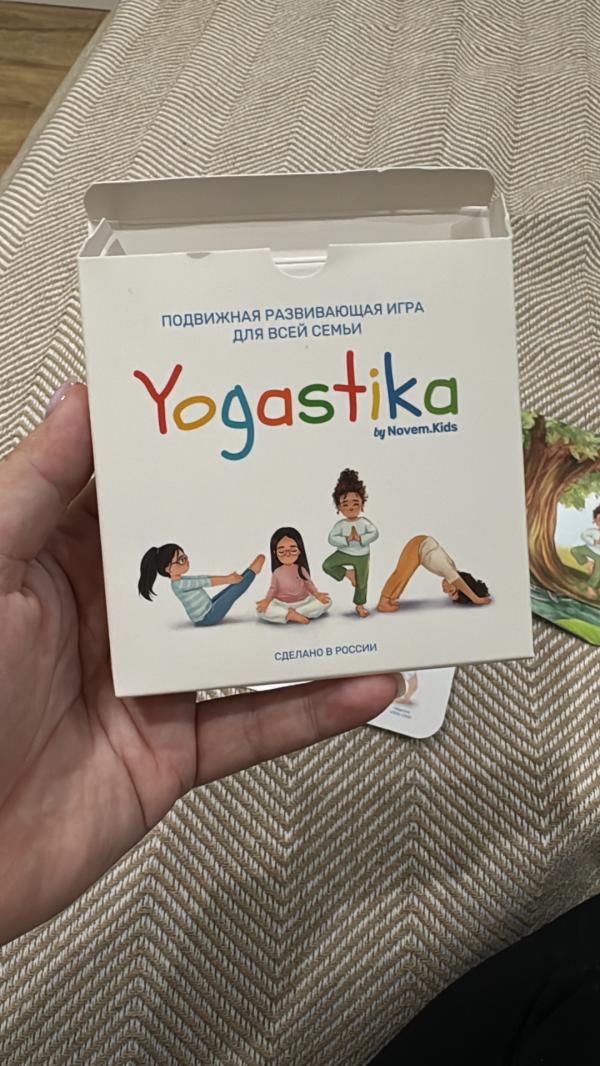 ПОДВИЖНАЯ РАЗВИВАЮЩАЯ ИГРА
ДЛЯ ВСЕЙ СЕМЬИ
Yogastika
by Novem.Kids
СДЕЛАНО В РОССИИ